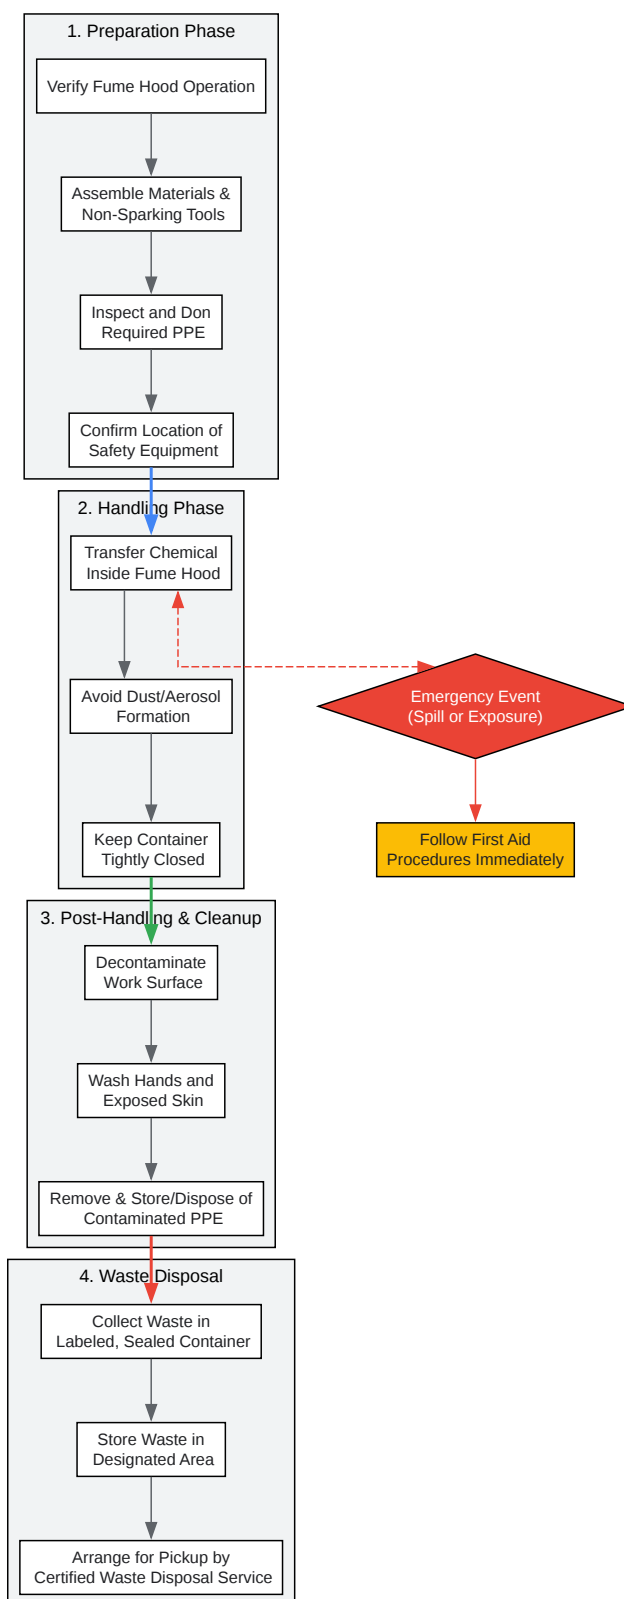 1. Preparation Phase
Verify Fume Hood Operation
Assemble Materials &
Non-Sparking Tools
Inspect and Don
Required PPE
Confirm Location of
Safety Equipment
2. Handling Phase
Transfer Chemical
Inside Fume Hood
Avoid Dust/Aerosol
Formation
Emergency Event
(Spill or Exposure)
Keep Container
Tightly Closed
Follow First Aid
Procedures Immediately
3. Post-Handling & Cleanup
Decontaminate
Work Surface
Wash Hands and
Exposed Skin
Remove & Store/Dispose of
Contaminated PPE
4. Waste Disposal
Collect Waste in
Labeled, Sealed Container
Store Waste in
Designated Area
Arrange for Pickup by
Certified Waste Disposal Service